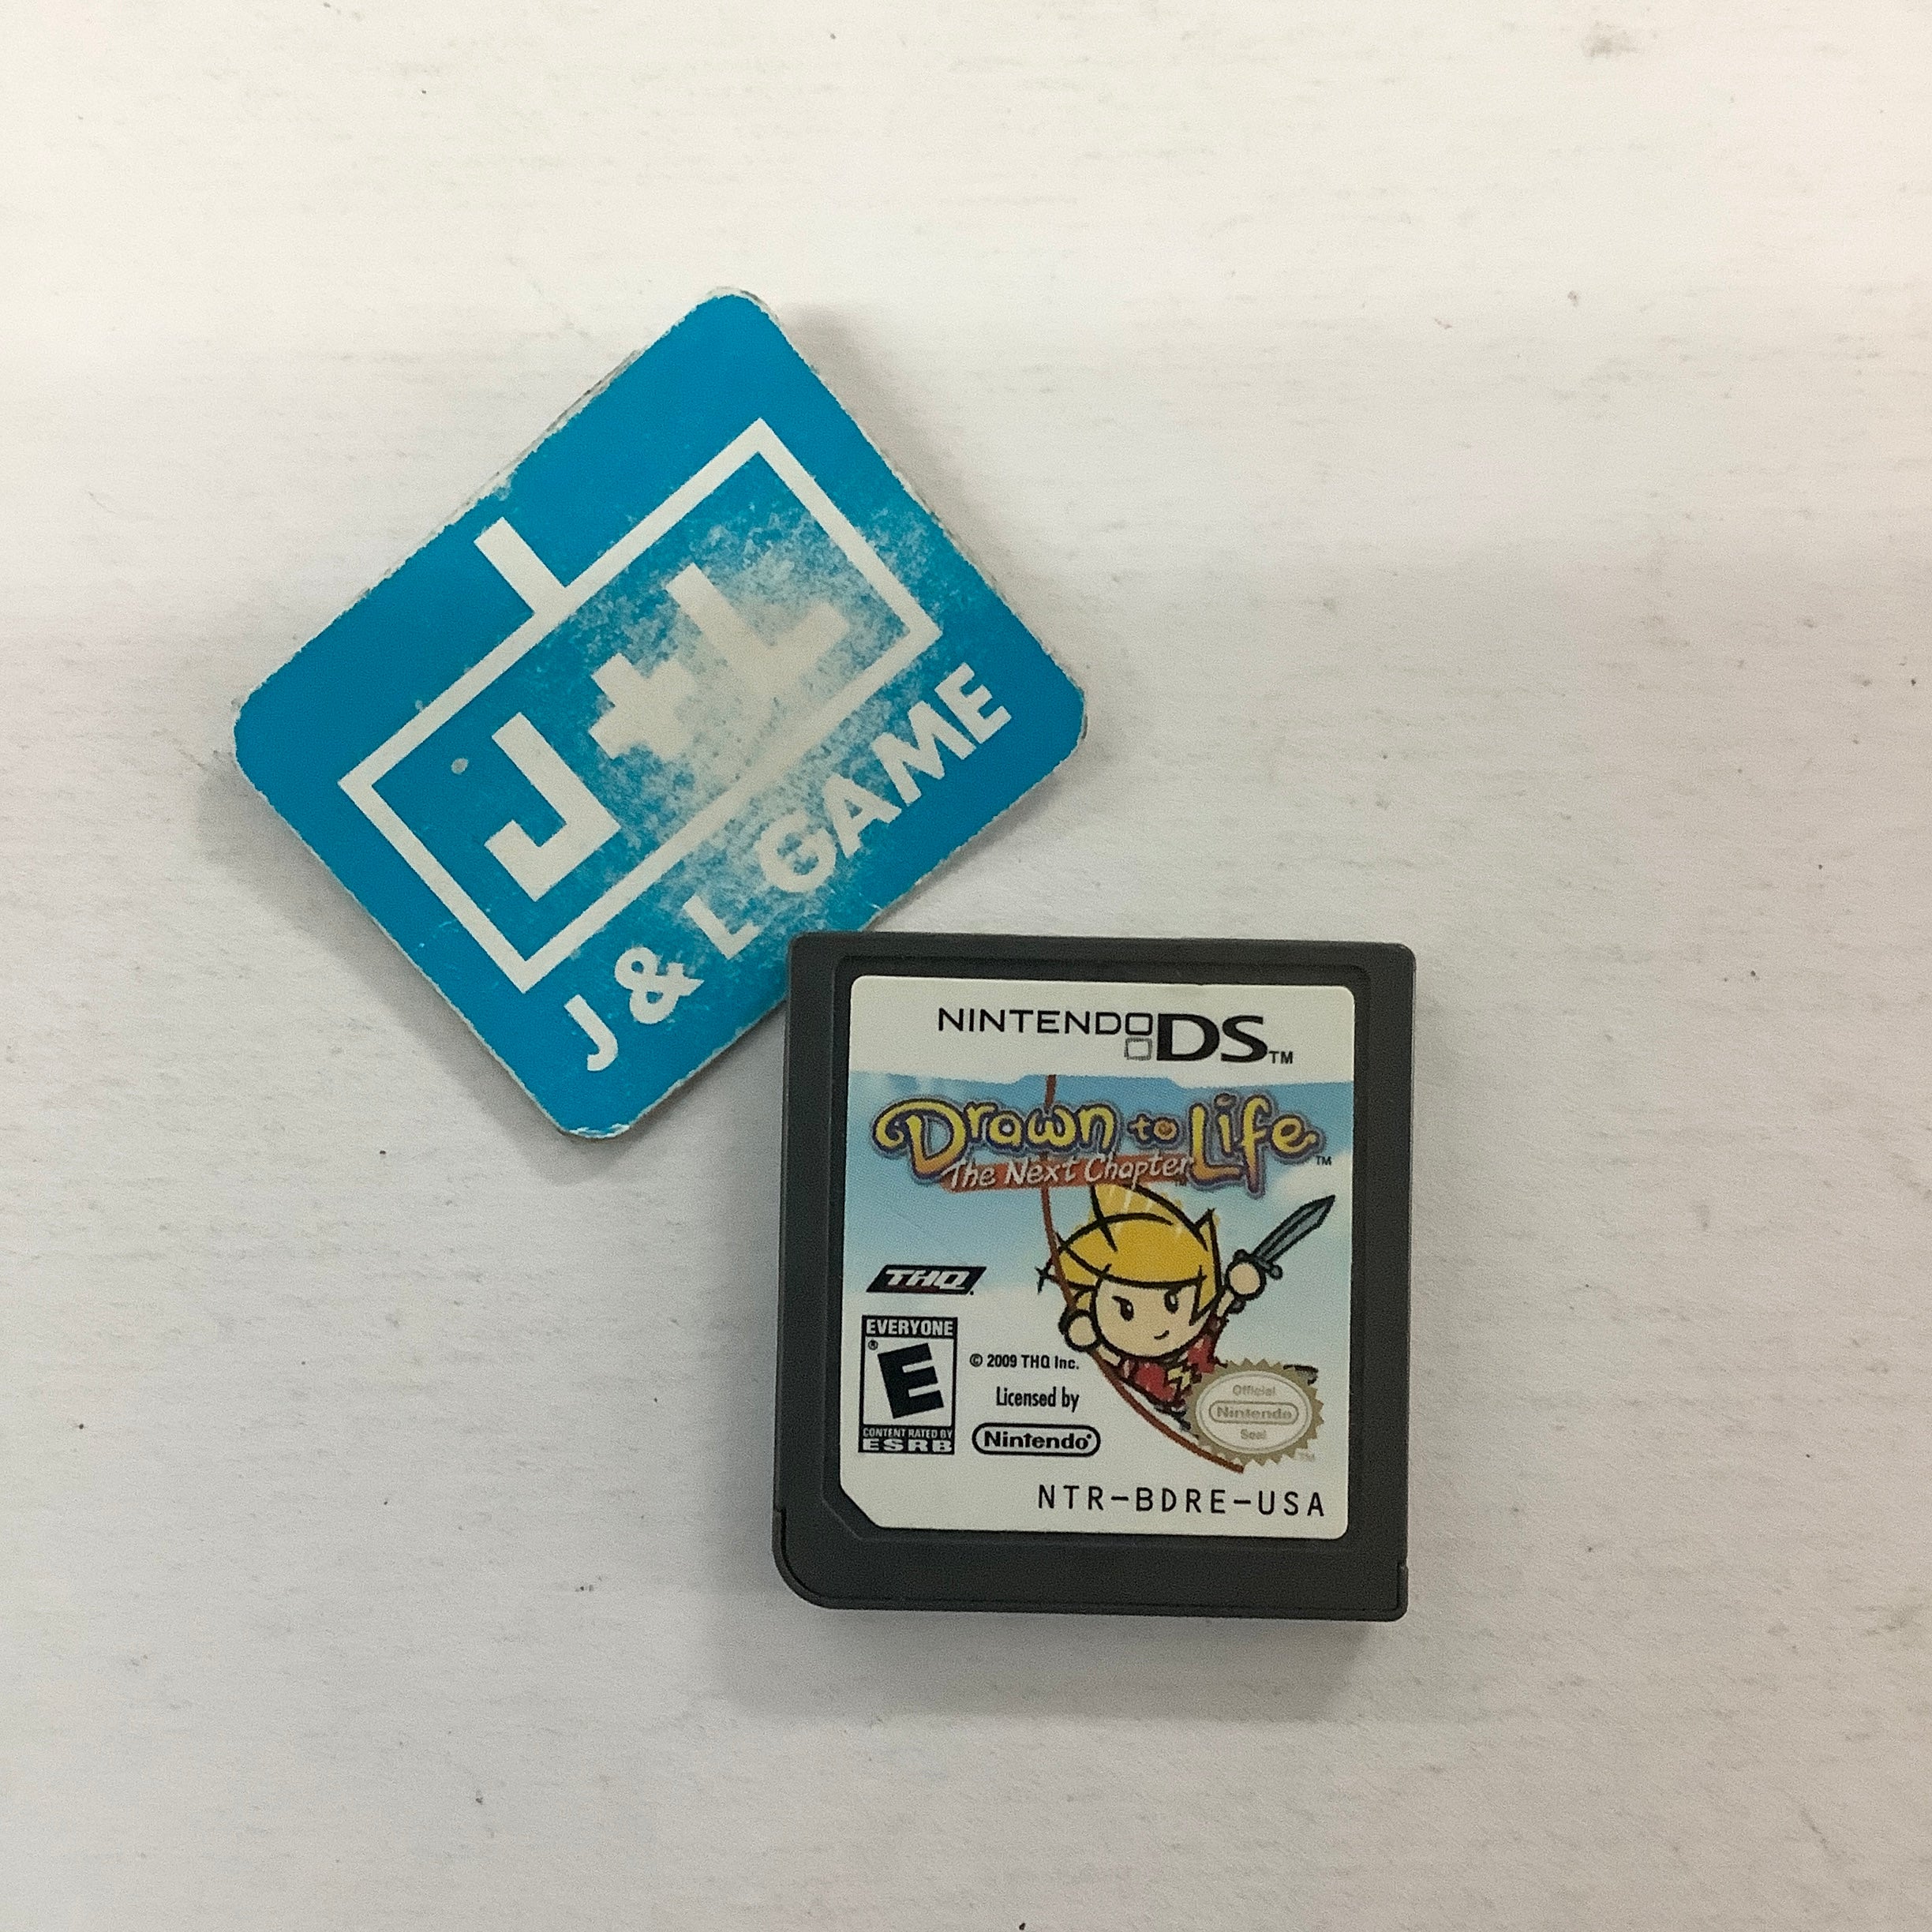 J+L
J & L GAME
NINTENDO DS™
Drawn to Life™
The Next Chapter
THQ®
EVERYONE
E®
CONTENT RATED BY
ESRB
© 2009 THQ Inc.
Licensed by
Nintendo®
Official
Nintendo
Seal
™
NTR-BDRE-USA